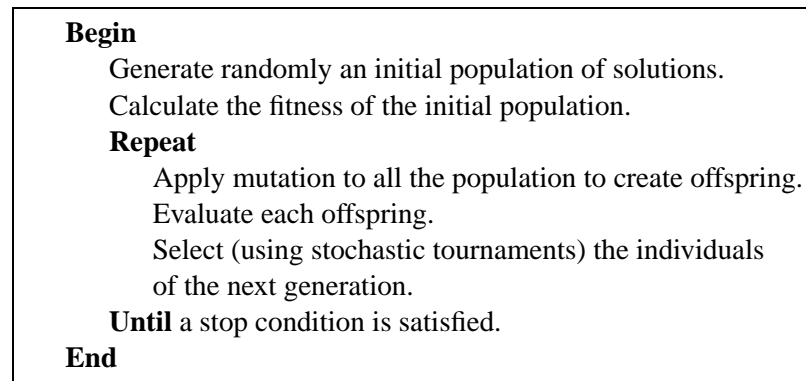 Begin
Generate randomly an initial population of solutions.
Calculate the fitness of the initial population.
Repeat
Apply mutation to all the population to create offspring.
Evaluate each offspring.
Select (using stochastic tournaments) the individuals
of the next generation.
Until a stop condition is satisfied.
End